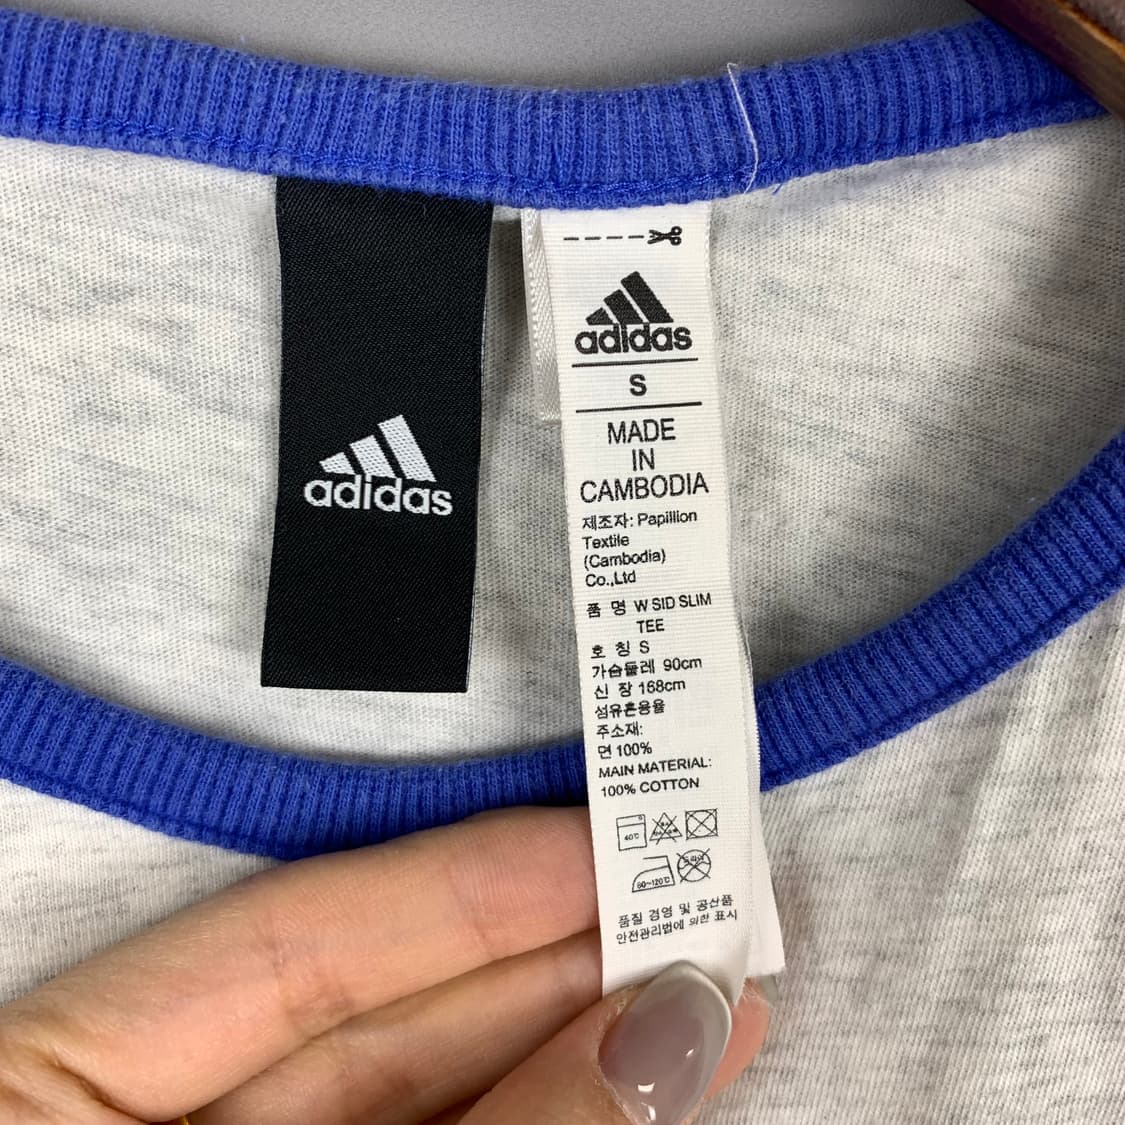 adidas
adidas
S
MADE
IN
CAMBODIA
제조자: Papillion
Textile
(Cambodia)
Co.,Ltd
품 명 W SID SLIM
TEE
호 칭 S
가슴둘레 90cm
신 장 168cm
섬유혼용율
주소재:
면 100%
MAIN MATERIAL:
100% COTTON
40℃
80~120℃
품질 경영 및 공산품
안전관리법에 의한 표시